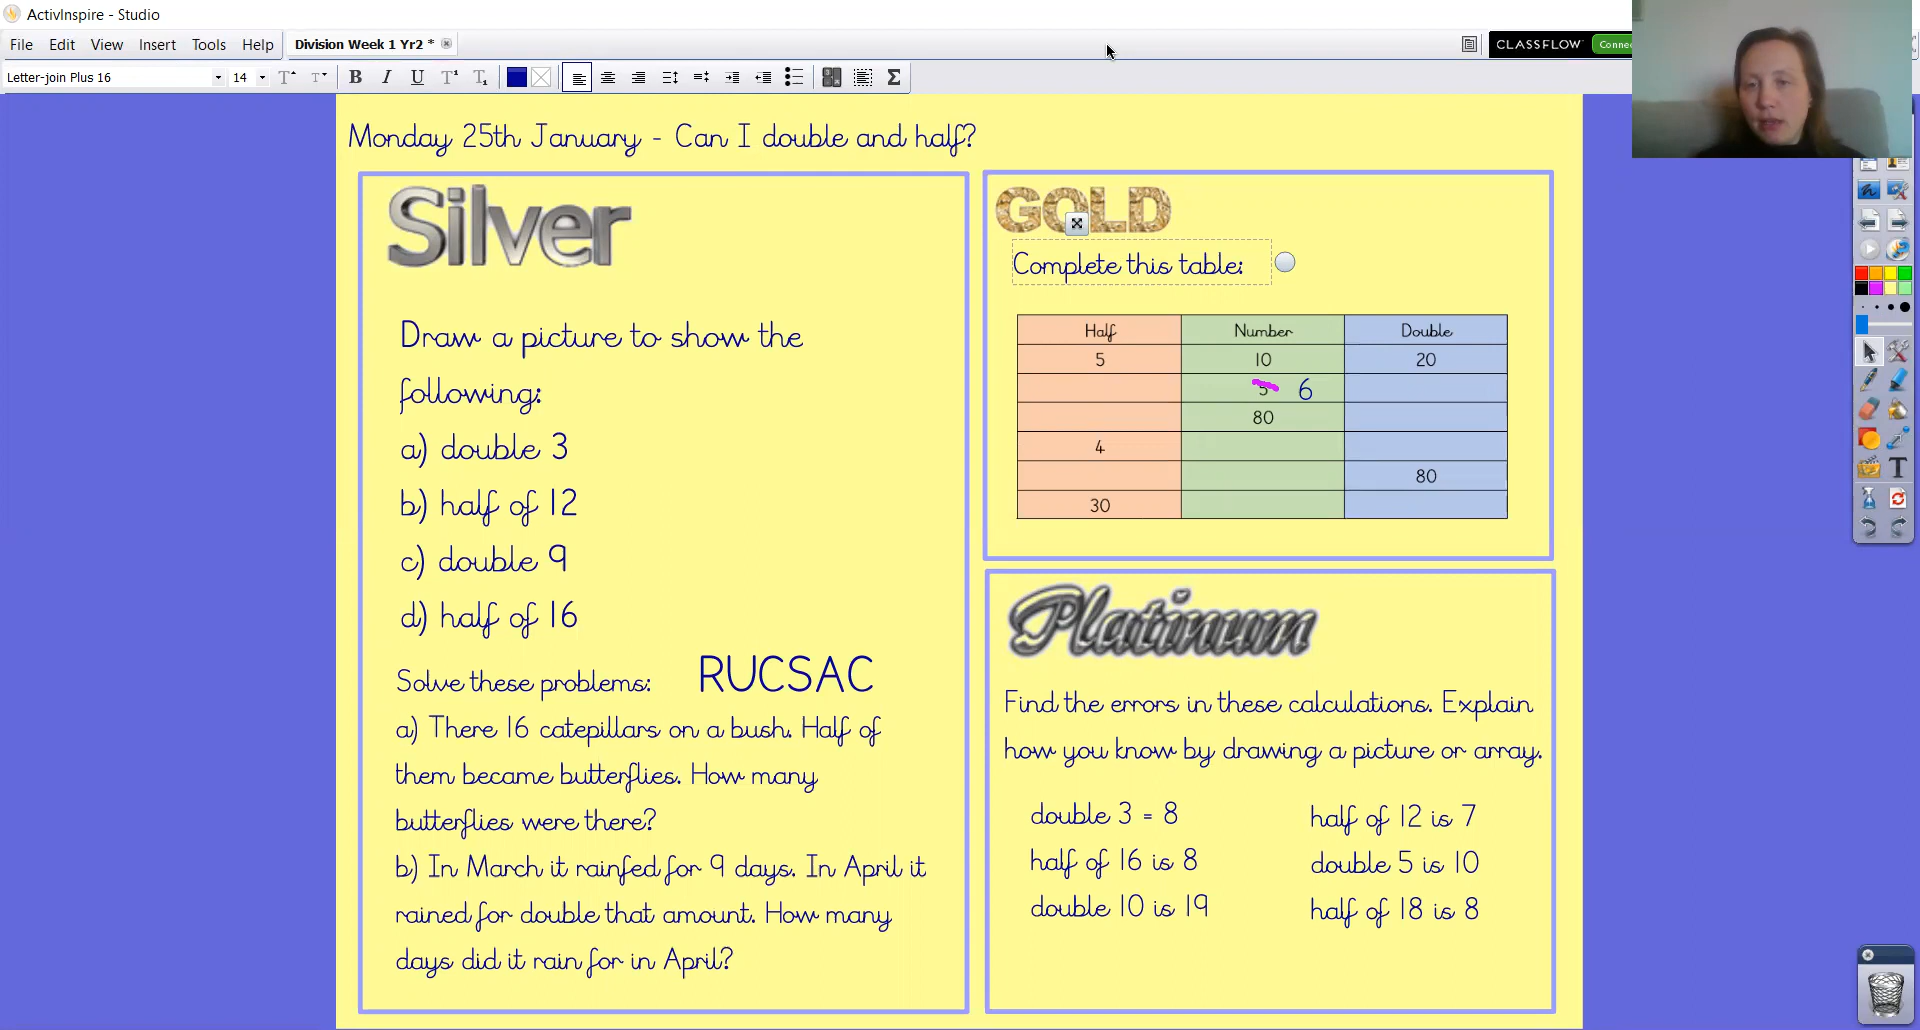 ActivInspire - Studio
File Edit View Insert Tools Help Division Week 1 Yr2 *
CLASSFLOW Connec
Letter-join Plus 16 14 B I U T T Σ
Monday 25th January - Can I double and half?
Silver
Draw a picture to show the
following:
a) double 3
b) half of 12
c) double 9
d) half of 16
Solve these problems: RUCSAC
a) There 16 catepillars on a bush. Half of
them became butterflies. How many
butterflies were there?
b) In March it rainfed for 9 days. In April it
rained for double that amount. How many
days did it rain for in April?
GOLD
Complete this table:
Half Number Double
5 10 20
5 6
80
4
80
30
Platinum
Find the errors in these calculations. Explain
how you know by drawing a picture or array.
double 3 = 8 half of 12 is 7
half of 16 is 8 double 5 is 10
double 10 is 19 half of 18 is 8
T